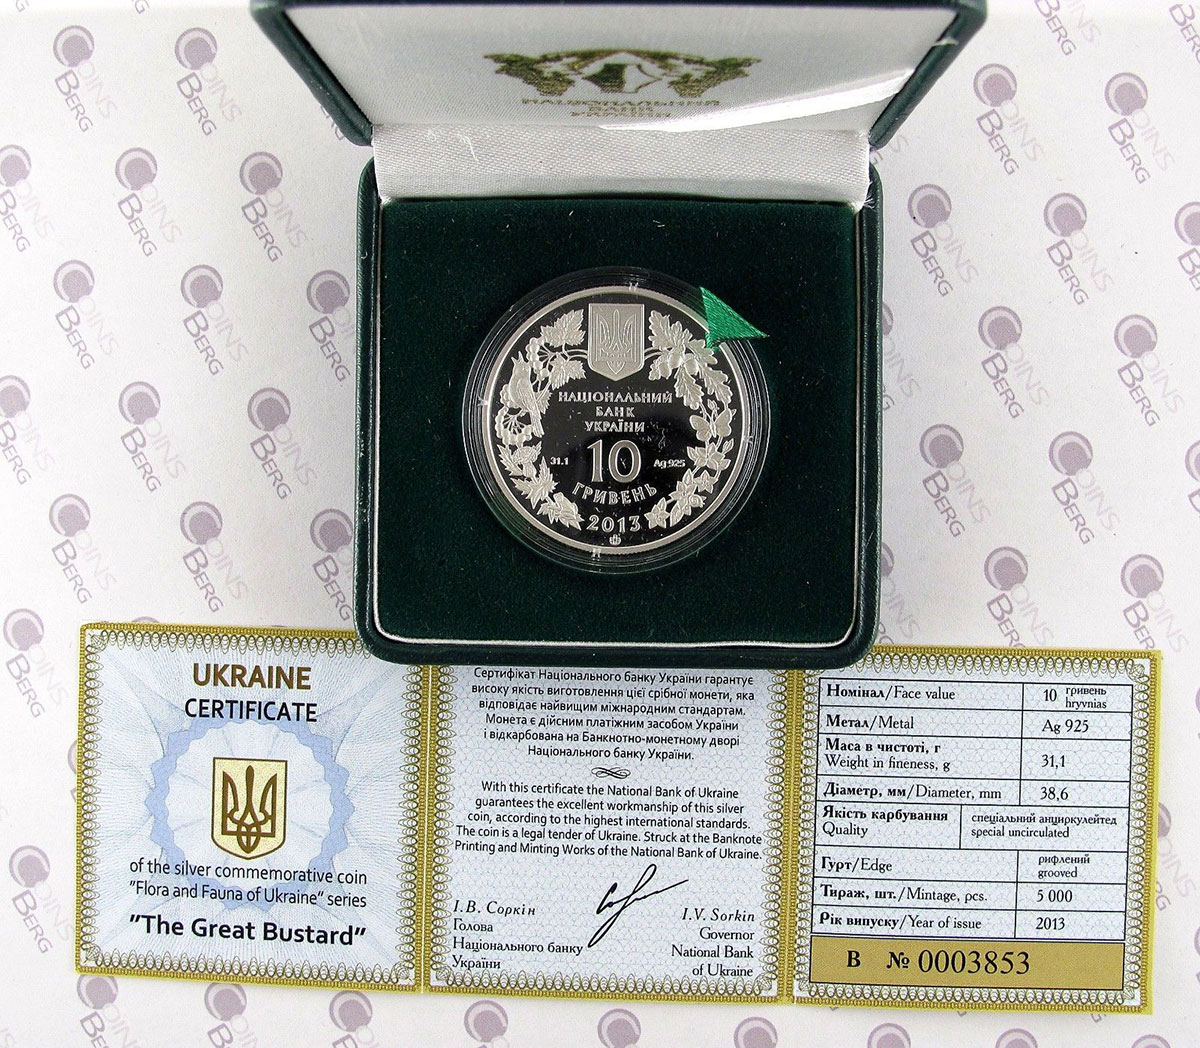 НАЦІОНАЛЬНИЙ
БАНК
УКРАЇНИ
НАЦІОНАЛЬНИЙ
БАНК
УКРАЇНИ
31.1 10 Ag 925
ГРИВЕНЬ
2013
UKRAINE
CERTIFICATE
of the silver commemorative coin
"Flora and Fauna of Ukraine" series
"The Great Bustard"
Сертифікат Національного банку України гарантує
високу якість виготовлення цієї срібної монети, яка
відповідає найвищим міжнародним стандартам.
Монета є дійсним платіжним засобом України
і відкарбована на Банкнотно-монетному дворі
Національного банку України.
With this certificate the National Bank of Ukraine
guarantees the excellent workmanship of this silver
coin, according to the highest international standards.
The coin is a legal tender of Ukraine. Struck at the Banknote
Printing and Minting Works of the National Bank of Ukraine.
І.В. Соркін
Голова
Національного банку
України
I.V. Sorkin
Governor
National Bank
of Ukraine
Номінал/Face value 10 гривень
hryvnias
Метал/Metal Ag 925
Маса в чистоті, г
Weight in fineness, g 31,1
Діаметр, мм/Diameter, mm 38,6
Якість карбування спеціальний анциркулейтед
Quality special uncirculated
Гурт/Edge рифлений
grooved
Тираж, шт./Mintage, pcs. 5 000
Рік випуску/Year of issue 2013
В № 0003853
COINS
BERG